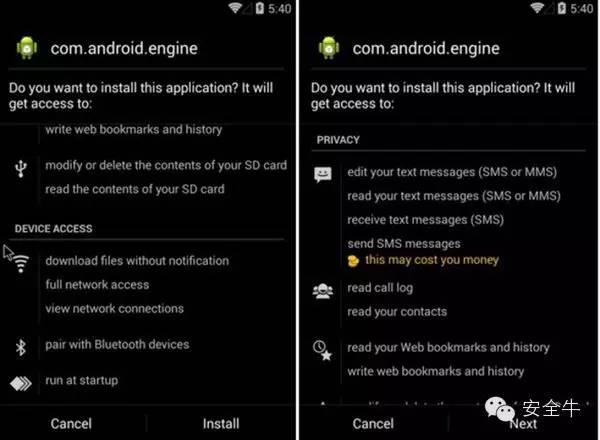 5:40
com.android.engine
Do you want to install this application? It will
get access to:
write web bookmarks and history
modify or delete the contents of your SD card
read the contents of your SD card
DEVICE ACCESS
download files without notification
full network access
view network connections
pair with Bluetooth devices
run at startup
Cancel
Install
5:40
com.android.engine
Do you want to install this application? It will
get access to:
PRIVACY
edit your text messages (SMS or MMS)
read your text messages (SMS or MMS)
receive text messages (SMS)
send SMS messages
this may cost you money
read call log
read your contacts
read your Web bookmarks and history
write web bookmarks and history
Cancel
Next
安全牛